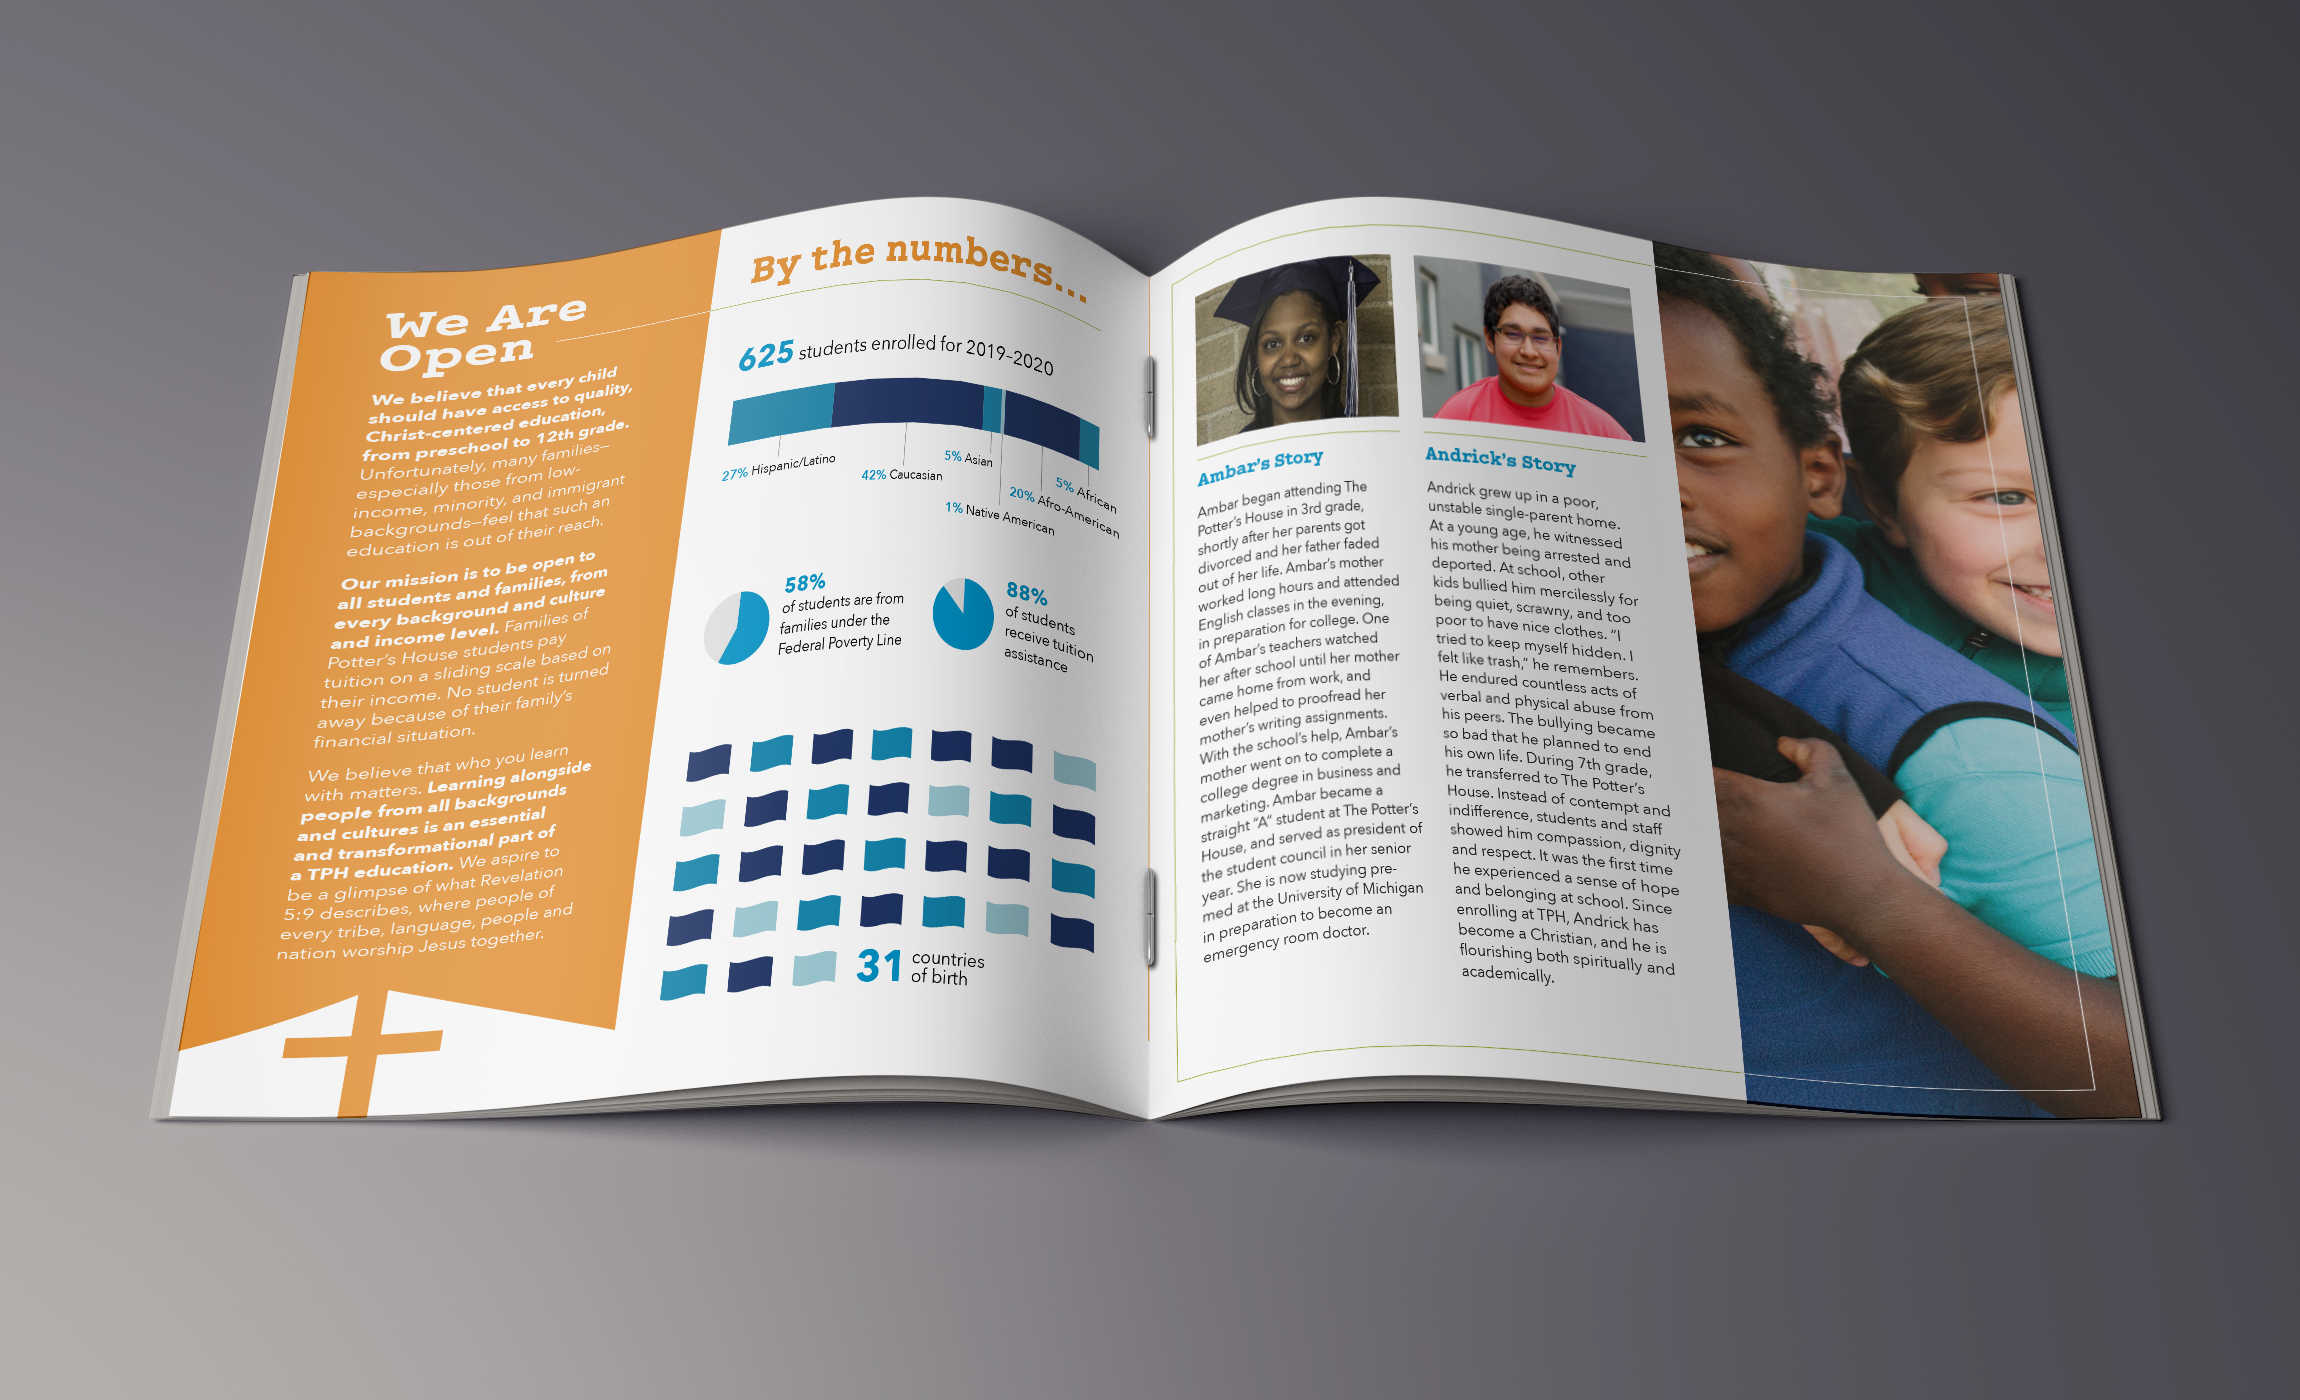 We Are
Open
We believe that every child
should have access to quality,
Christ-centered education,
from preschool to 12th grade.
Unfortunately, many families–
especially those from low-
income, minority, and immigrant
backgrounds–feel that such an
education is out of their reach.
Our mission is to be open to
all students and families, from
every background and culture
and income level. Families of
Potter's House students pay
tuition on a sliding scale based on
their income. No student is turned
away because of their family's
financial situation.
We believe that who you learn
with matters. Learning alongside
people from all backgrounds
and cultures is an essential
and transformational part of
a TPH education. We aspire to
be a glimpse of what Revelation
5:9 describes, where people of
every tribe, language, people and
nation worship Jesus together.
By the numbers...
625 students enrolled for 2019–2020
27% Hispanic/Latino
42% Caucasian
5% Asian
1% Native American
20% Afro-American
5% African
58%
of students are from
families under the
Federal Poverty Line
88%
of students
receive tuition
assistance
31 countries
of birth
Ambar's Story
Ambar began attending The
Potter's House in 3rd grade,
shortly after her parents got
divorced and her father faded
out of her life. Ambar's mother
worked long hours and attended
English classes in the evening,
in preparation for college. One
of Ambar's teachers watched
her after school until her mother
came home from work, and
even helped to proofread her
mother's writing assignments.
With the school's help, Ambar's
mother went on to complete a
college degree in business and
marketing. Ambar became a
straight "A" student at The Potter's
House, and served as president of
the student council in her senior
year. She is now studying pre-
med at the University of Michigan
in preparation to become an
emergency room doctor.
Andrick's Story
Andrick grew up in a poor,
unstable single-parent home.
At a young age, he witnessed
his mother being arrested and
deported. At school, other
kids bullied him mercilessly for
being quiet, scrawny, and too
poor to have nice clothes. "I
tried to keep myself hidden. I
felt like trash," he remembers.
He endured countless acts of
verbal and physical abuse from
his peers. The bullying became
so bad that he planned to end
his own life. During 7th grade,
he transferred to The Potter's
House. Instead of contempt and
indifference, students and staff
showed him compassion, dignity
and respect. It was the first time
he experienced a sense of hope
and belonging at school. Since
enrolling at TPH, Andrick has
become a Christian, and he is
flourishing both spiritually and
academically.